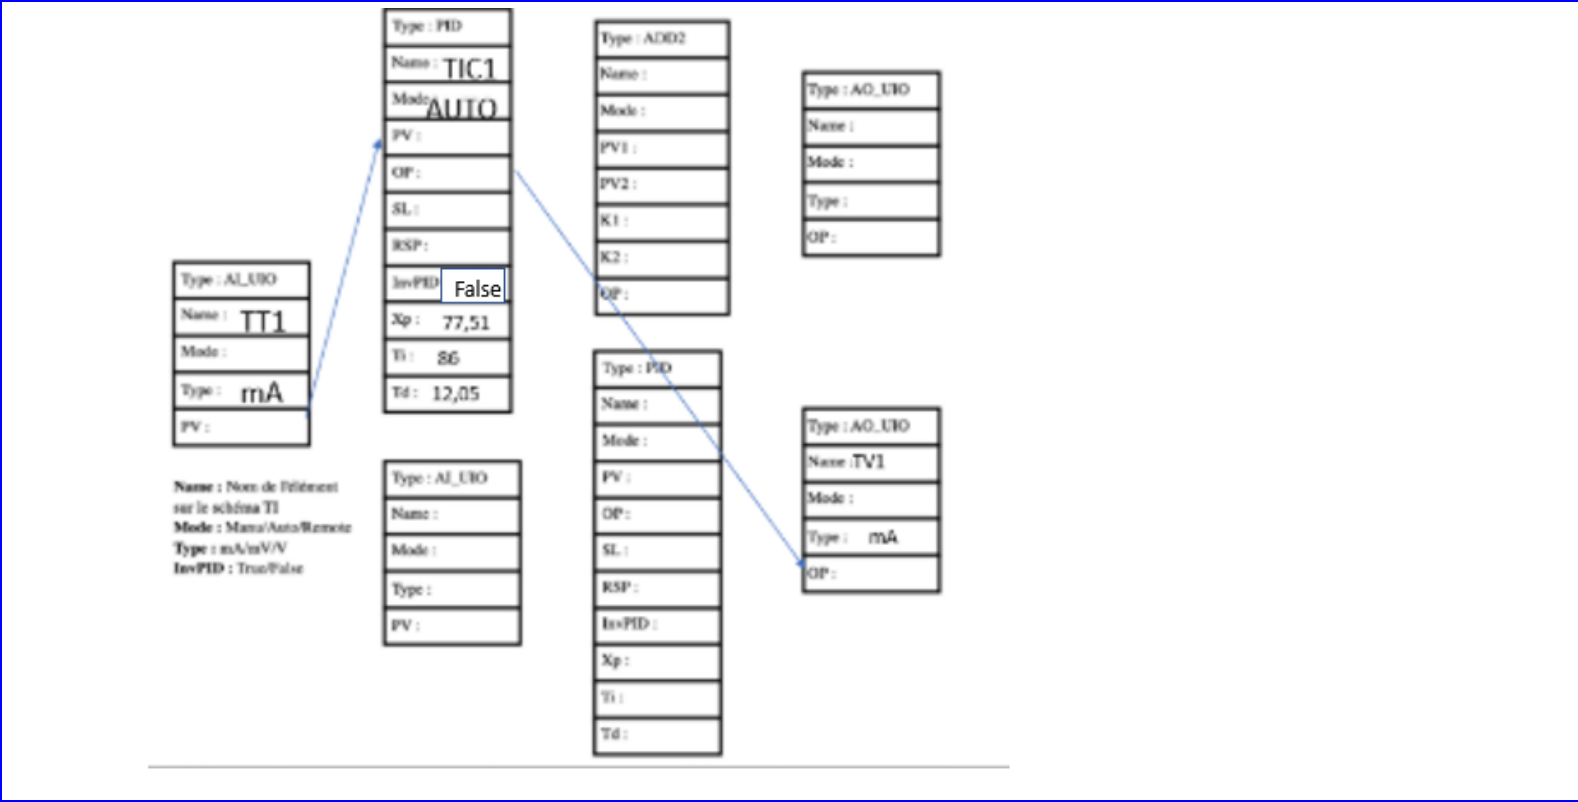 Type : AI_UIO
Name : TT1
Mode :
Type : mA
PV :
Name : Nom de l'élément
sur le schéma TI
Mode : Manu/Auto/Remote
Type : mA/mV/V
InvPID : True/False
Type : PID
Name : TIC1
Mode AUTO
PV :
OP :
SL :
RSP :
InvPID False
Xp : 77,51
Ti : 86
Td : 12,05
Type : AI_UIO
Name :
Mode :
Type :
PV :
Type : ADD2
Name :
Mode :
PV1 :
PV2 :
K1 :
K2 :
OP :
Type : PID
Name :
Mode :
PV :
OP :
SL :
RSP :
InvPID :
Xp :
Ti :
Td :
Type : AO_UIO
Name :
Mode :
Type :
OP :
Type : AO_UIO
Name :TV1
Mode :
Type : mA
OP :